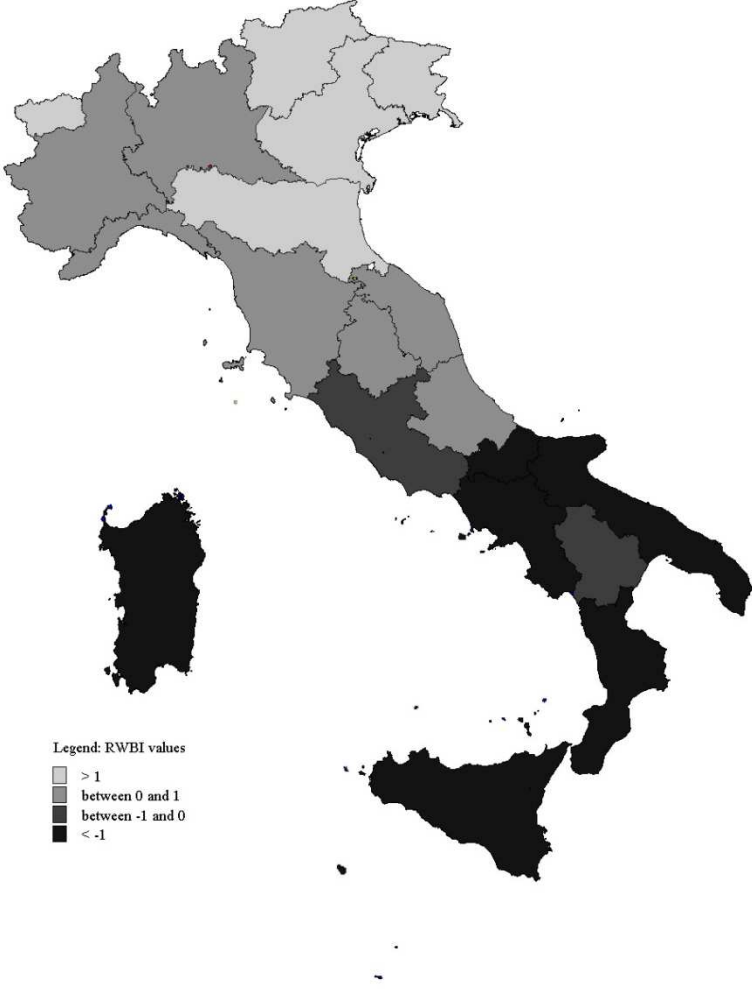 Legend: RWBI values
> 1
between 0 and 1
between -1 and 0
< -1